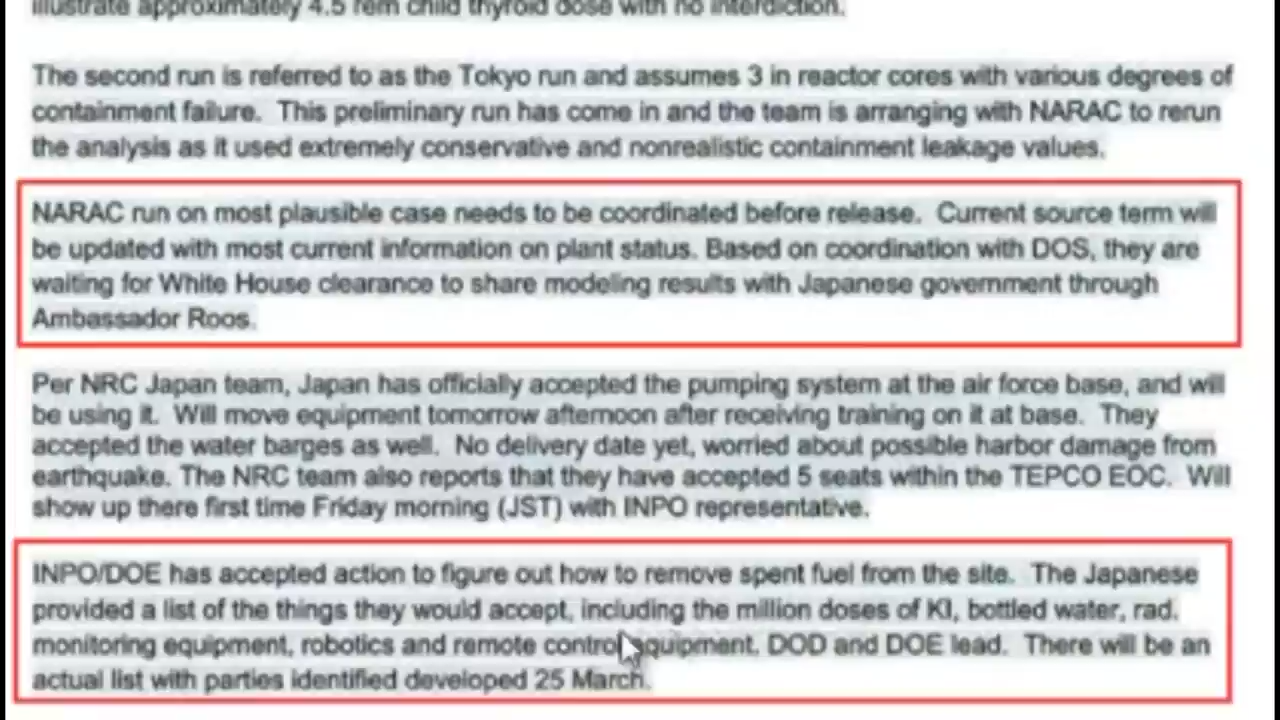 illustrate approximately 4.5 rem child thyroid dose with no interdiction.
The second run is referred to as the Tokyo run and assumes 3 in reactor cores with various degrees of
containment failure. This preliminary run has come in and the team is arranging with NARAC to rerun
the analysis as it used extremely conservative and nonrealistic containment leakage values.
NARAC run on most plausible case needs to be coordinated before release. Current source term will
be updated with most current information on plant status. Based on coordination with DOS, they are
waiting for White House clearance to share modeling results with Japanese government through
Ambassador Roos.
Per NRC Japan team, Japan has officially accepted the pumping system at the air force base, and will
be using it. Will move equipment tomorrow afternoon after receiving training on it at base. They
accepted the water barges as well. No delivery date yet, worried about possible harbor damage from
earthquake. The NRC team also reports that they have accepted 5 seats within the TEPCO EOC. Will
show up there first time Friday morning (JST) with INPO representative.
INPO/DOE has accepted action to figure out how to remove spent fuel from the site. The Japanese
provided a list of the things they would accept, including the million doses of KI, bottled water, rad.
monitoring equipment, robotics and remote control equipment, DOD and DOE lead. There will be an
actual list with parties identified developed 25 March.